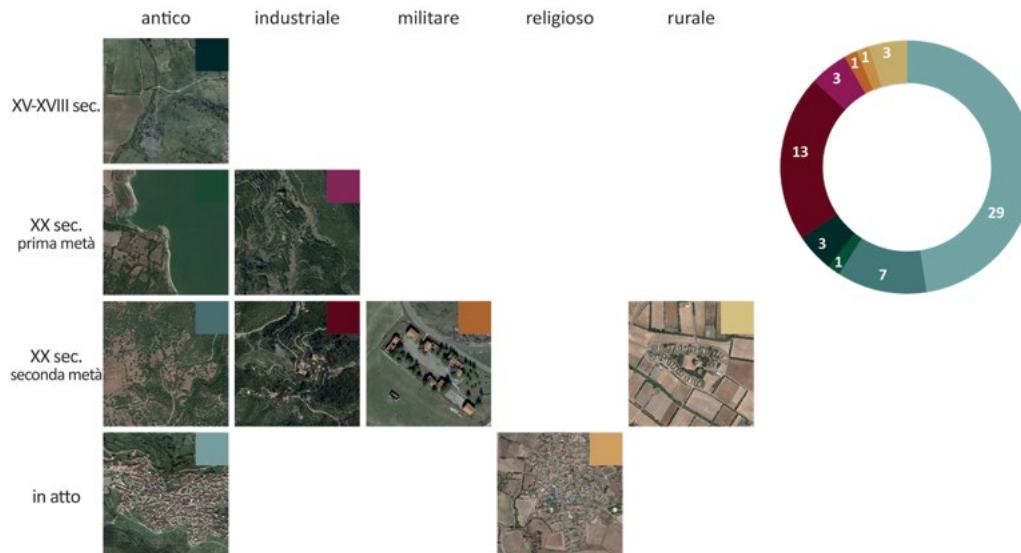 antico industriale militare religioso rurale
XV-XVIII sec.
XX sec.
prima metà
XX sec.
seconda metà
in atto
29
7
1
3
13
3
1
1
3